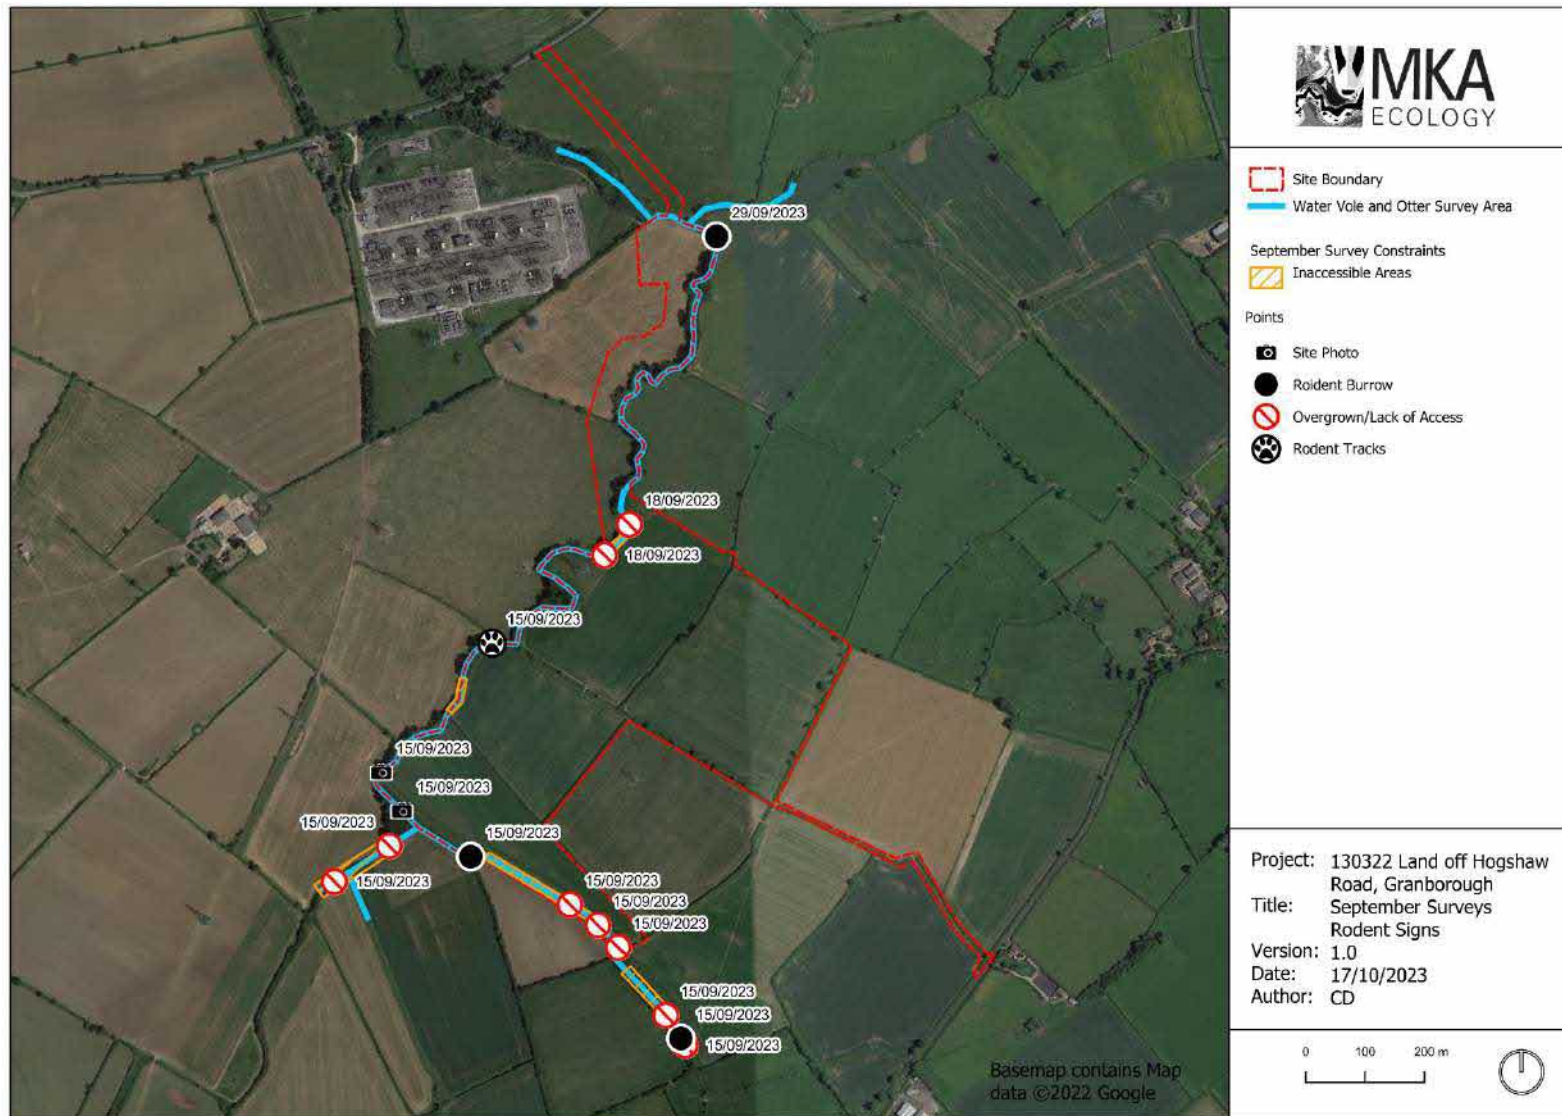 MKA
ECOLOGY
Site Boundary
Water Vole and Otter Survey Area
September Survey Constraints
Inaccessible Areas
Points
Site Photo
Roident Burrow
Overgrown/Lack of Access
Rodent Tracks
29/09/2023
18/09/2023
18/09/2023
15/09/2023
15/09/2023
15/09/2023
15/09/2023
15/09/2023
15/09/2023
15/09/2023
15/09/2023
15/09/2023
15/09/2023
15/09/2023
15/09/2023
Basemap contains Map
data ©2022 Google
Project: 130322 Land off Hogshaw
Road, Granborough
Title: September Surveys
Rodent Signs
Version: 1.0
Date: 17/10/2023
Author: CD
0 100 200 m